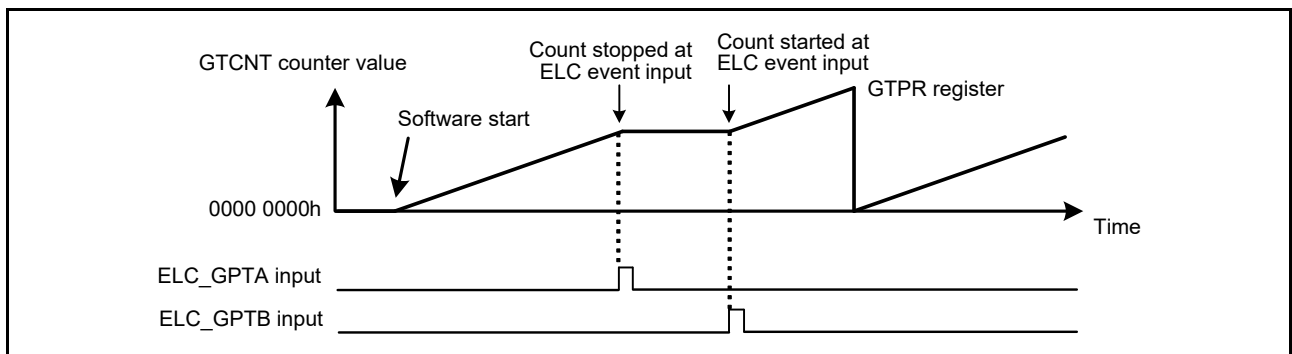 Count stopped at
ELC event input
Count started at
ELC event input
GTCNT counter value
GTPR register
Software start
0000 0000h
Time
ELC_GPTA input
ELC_GPTB input